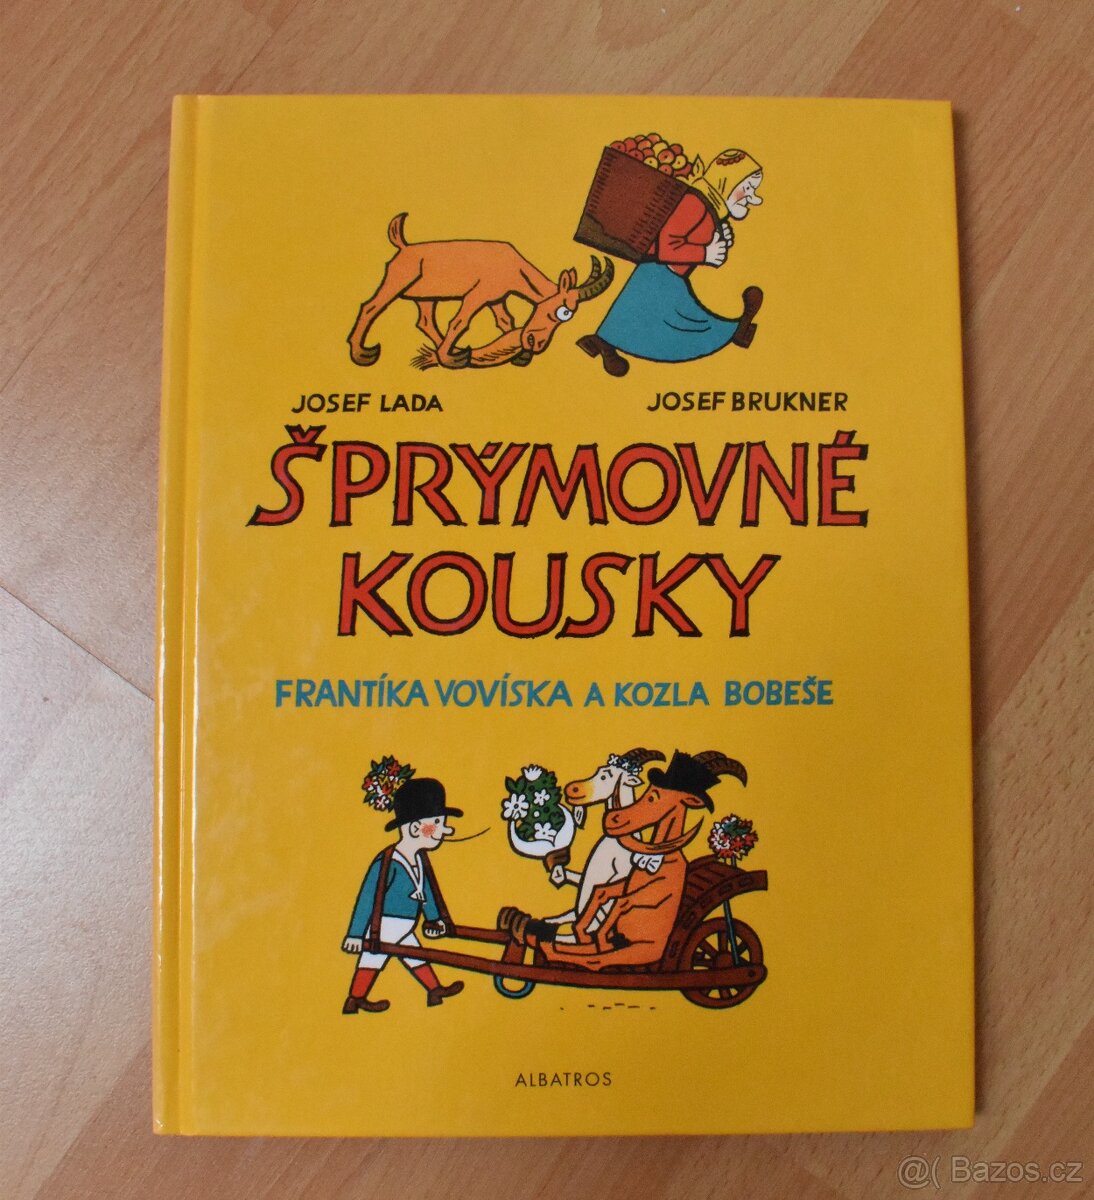 JOSEF LADA
JOSEF BRUKNER
ŠPRÝMOVNÉ
KOUSKY
FRANTÍKA VOVÍSKA A KOZLA BOBEŠE
ALBATROS
@( Bazos.cz